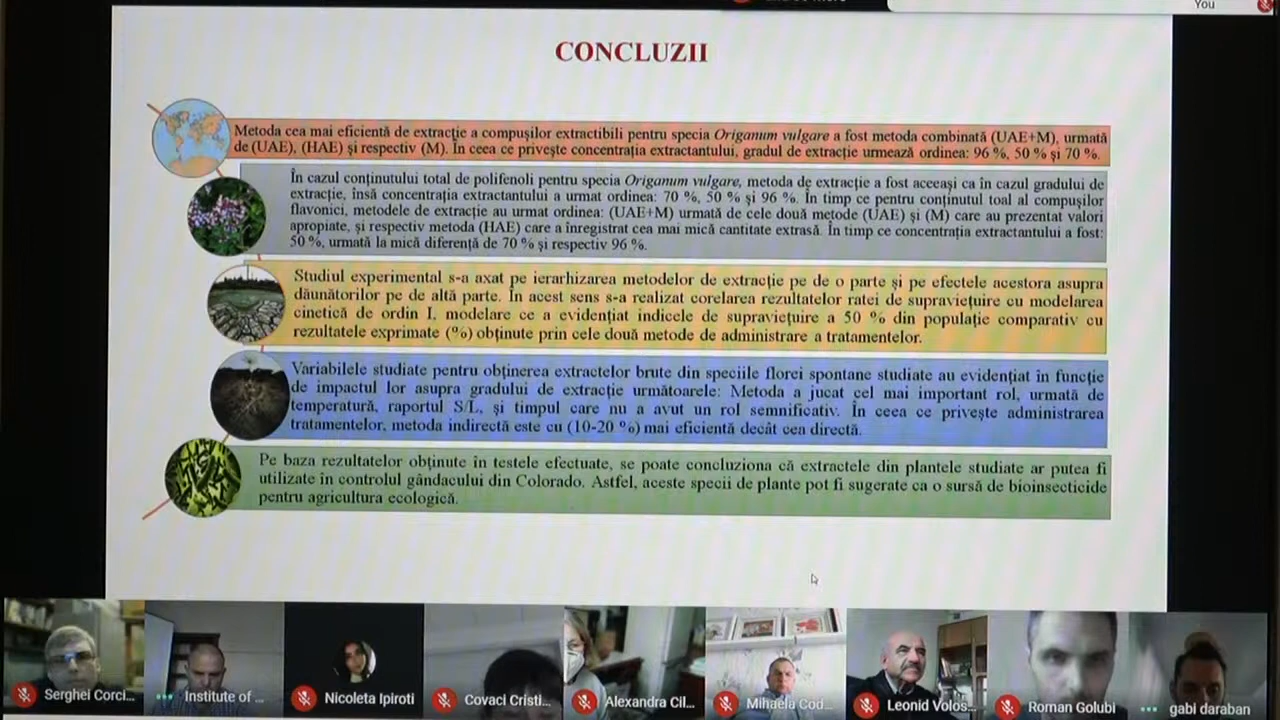 You
CONCLUZII
Metoda cea mai eficientă de extracție a compușilor extractibili pentru specia Origanum vulgare a fost metoda combinată (UAE+M), urmată
de (UAE), (HAE) și respectiv (M). În ceea ce privește concentrația extractantului, gradul de extracție urmează ordinea: 96 %, 50 % și 70 %.
În cazul conținutului total de polifenoli pentru specia Origanum vulgare, metoda de extracție a fost aceeași ca în cazul gradului de
extracție, însă concentrația extractantului a urmat ordinea: 70 %, 50 % și 96 %. În timp ce pentru conținutul toal al compușilor
flavonici, metodele de extracție au urmat ordinea: (UAE+M) urmată de cele două metode (UAE) și (M) care au prezentat valori
apropiate, și respectiv metoda (HAE) care a înregistrat cea mai mică cantitate extrasă. În timp ce concentrația extractantului a fost:
50 %, urmată la mică diferență de 70 % și respectiv 96 %.
Studiul experimental s-a axat pe ierarhizarea metodelor de extracție pe de o parte și pe efectele acestora asupra
dăunătorilor pe de altă parte. În acest sens s-a realizat corelarea rezultatelor ratei de supraviețuire cu modelarea
cinetică de ordin I, modelare ce a evidențiat indicele de supraviețuire a 50 % din populație comparativ cu
rezultatele exprimate (%) obținute prin cele două metode de administrare a tratamentelor.
Variabilele studiate pentru obținerea extractelor brute din speciile florei spontane studiate au evidențiat în funcție
de impactul lor asupra gradului de extracție următoarele: Metoda a jucat cel mai important rol, urmată de
temperatură, raportul S/L, și timpul care nu a avut un rol semnificativ. În ceea ce privește administrarea
tratamentelor, metoda indirectă este cu (10-20 %) mai eficientă decât cea directă.
Pe baza rezultatelor obținute în testele efectuate, se poate concluziona că extractele din plantele studiate ar putea fi
utilizate în controlul gândacului din Colorado. Astfel, aceste specii de plante pot fi sugerate ca o sursă de bioinsecticide
pentru agricultura ecologică.
Serghei Corci...
Institute of ...
Nicoleta Ipiroti
Covaci Cristi...
Alexandra Cil...
Mihaela Cod...
Leonid Volos...
Roman Golubi
gabi daraban